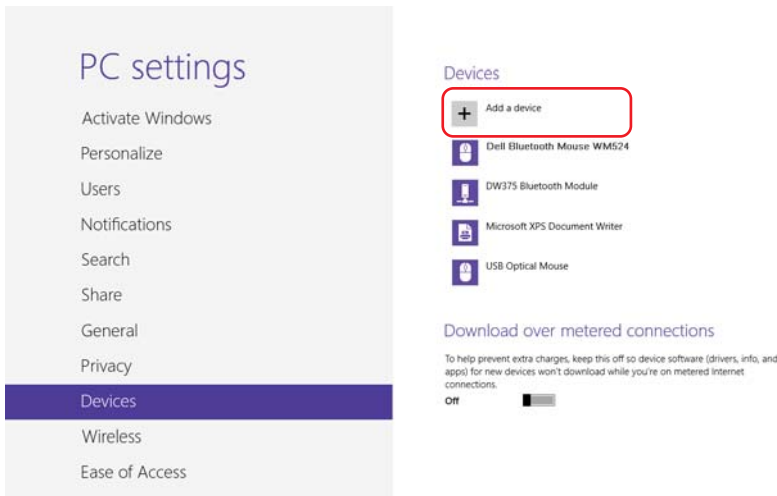 PC settings
Activate Windows
Personalize
Users
Notifications
Search
Share
General
Privacy
Devices
Wireless
Ease of Access
Devices
Add a device
Dell Bluetooth Mouse WM524
DW375 Bluetooth Module
Microsoft XPS Document Writer
USB Optical Mouse
Download over metered connections
To help prevent extra charges, keep this off so device software (drivers, info, and
apps) for new devices won't download while you're on metered Internet
connections.
Off